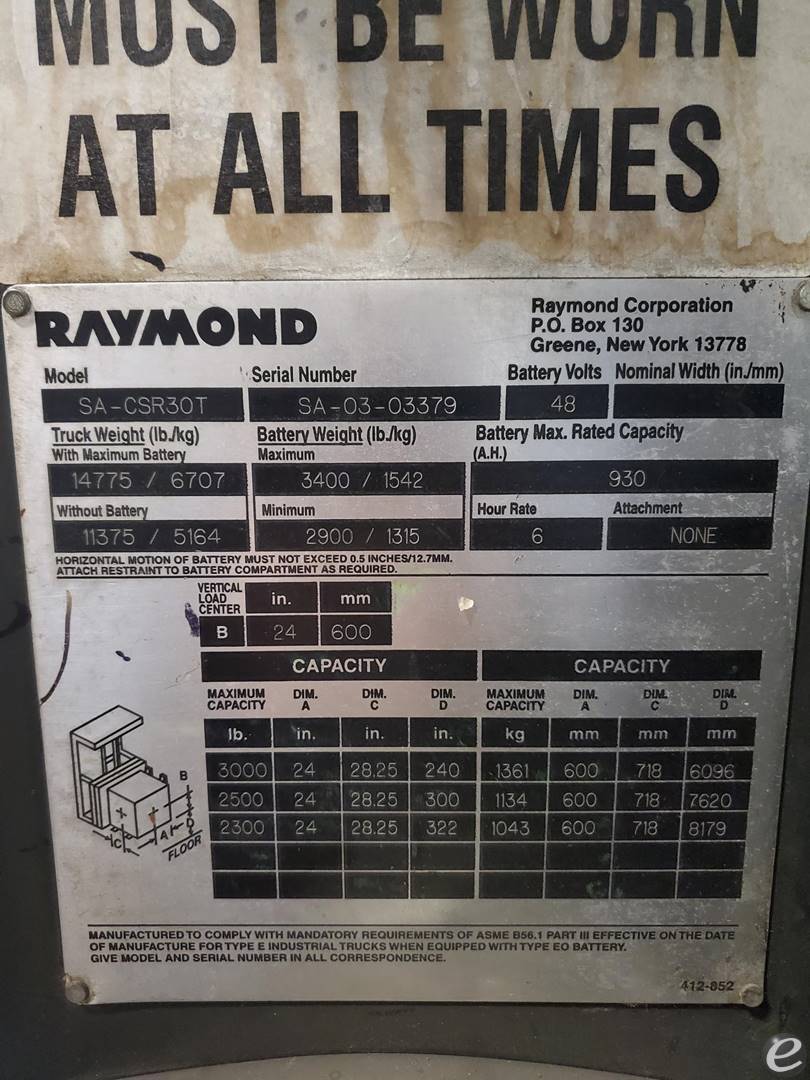 MUST BE WORN
AT ALL TIMES
RAYMOND
Raymond Corporation
P.O. Box 130
Greene, New York 13778
Model Serial Number Battery Volts Nominal Width (in./mm)
SA-CSR30T SA-03-03379 48
Truck Weight (lb./kg) Battery Weight (lb./kg) Battery Max. Rated Capacity
With Maximum Battery Maximum (A.H.)
14775 / 6707 3400 / 1542 930
Without Battery Minimum Hour Rate Attachment
11375 / 5164 2900 / 1315 6 NONE
HORIZONTAL MOTION OF BATTERY MUST NOT EXCEED 0.5 INCHES/12.7MM.
ATTACH RESTRAINT TO BATTERY COMPARTMENT AS REQUIRED.
VERTICAL
LOAD
CENTER in. mm
B 24 600
CAPACITY CAPACITY
MAXIMUM DIM. DIM. DIM. MAXIMUM DIM. DIM. DIM.
CAPACITY A C D CAPACITY A C D
lb. in. in. in. kg mm mm mm
3000 24 28.25 240 1361 600 718 6096
2500 24 28.25 300 1134 600 718 7620
2300 24 28.25 322 1043 600 718 8179
B
D
A
C
FLOOR
MANUFACTURED TO COMPLY WITH MANDATORY REQUIREMENTS OF ASME B56.1 PART III EFFECTIVE ON THE DATE
OF MANUFACTURE FOR TYPE E INDUSTRIAL TRUCKS WHEN EQUIPPED WITH TYPE EO BATTERY.
GIVE MODEL AND SERIAL NUMBER IN ALL CORRESPONDENCE.
412-852
e